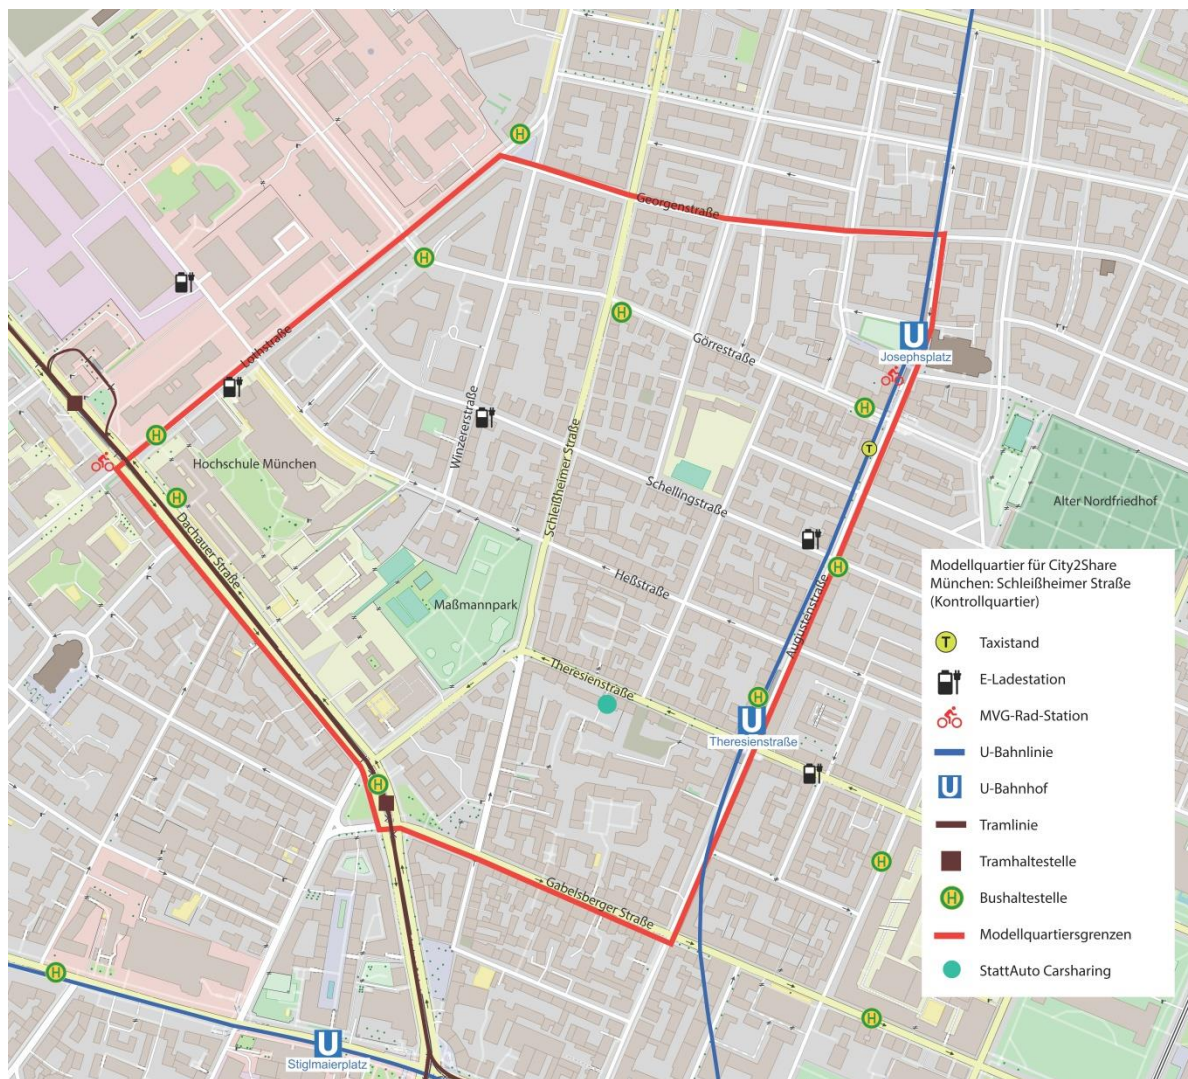 H
Georgenstraße
H
H
Lothstraße
Görrestraße
U
Josephsplatz
H
H
Winzererstraße
Schleißheimer Straße
T
Hochschule München
H
Schellingstraße
Alter Nordfriedhof
Dachauer Straße
H
Heßstraße
Augustenstraße
Maßmannpark
Theresienstraße
H
U
Theresienstraße
H
Gabelsberger Straße
H
H
H
U
Stiglmaierplatz
Modellquartier für City2Share
München: Schleißheimer Straße
(Kontrollquartier)
T Taxistand
E-Ladestation
MVG-Rad-Station
U-Bahnlinie
U U-Bahnhof
Tramlinie
Tramhaltestelle
H Bushaltestelle
Modellquartiersgrenzen
StattAuto Carsharing